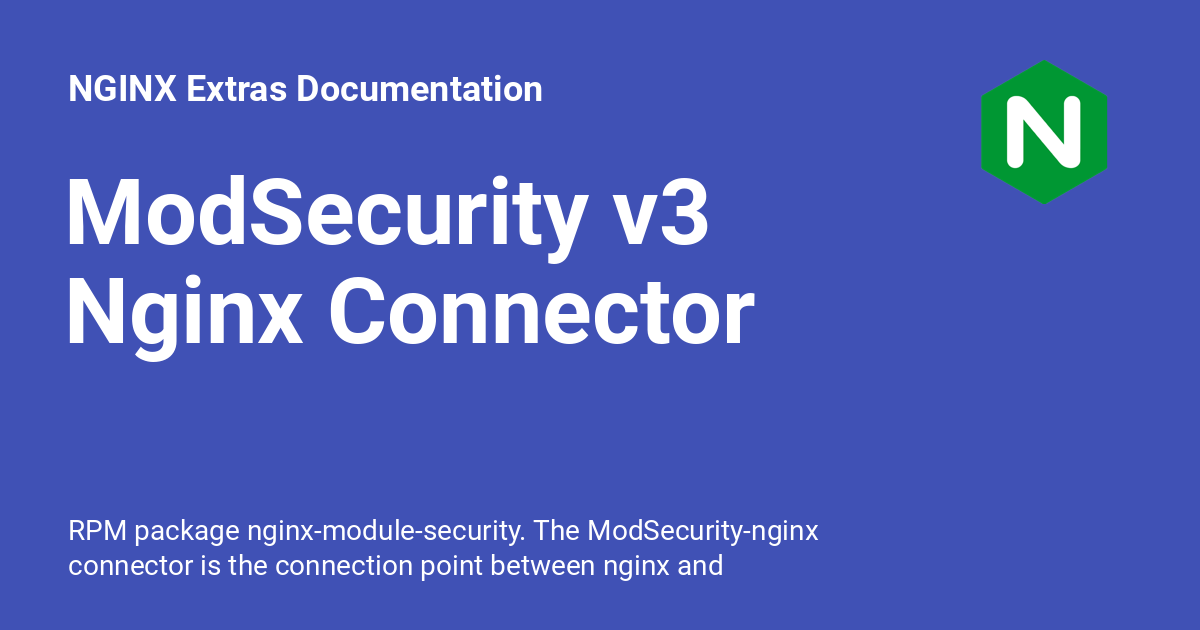 NGINX Extras Documentation
N
ModSecurity v3
Nginx Connector
RPM package nginx-module-security. The ModSecurity-nginx
connector is the connection point between nginx and